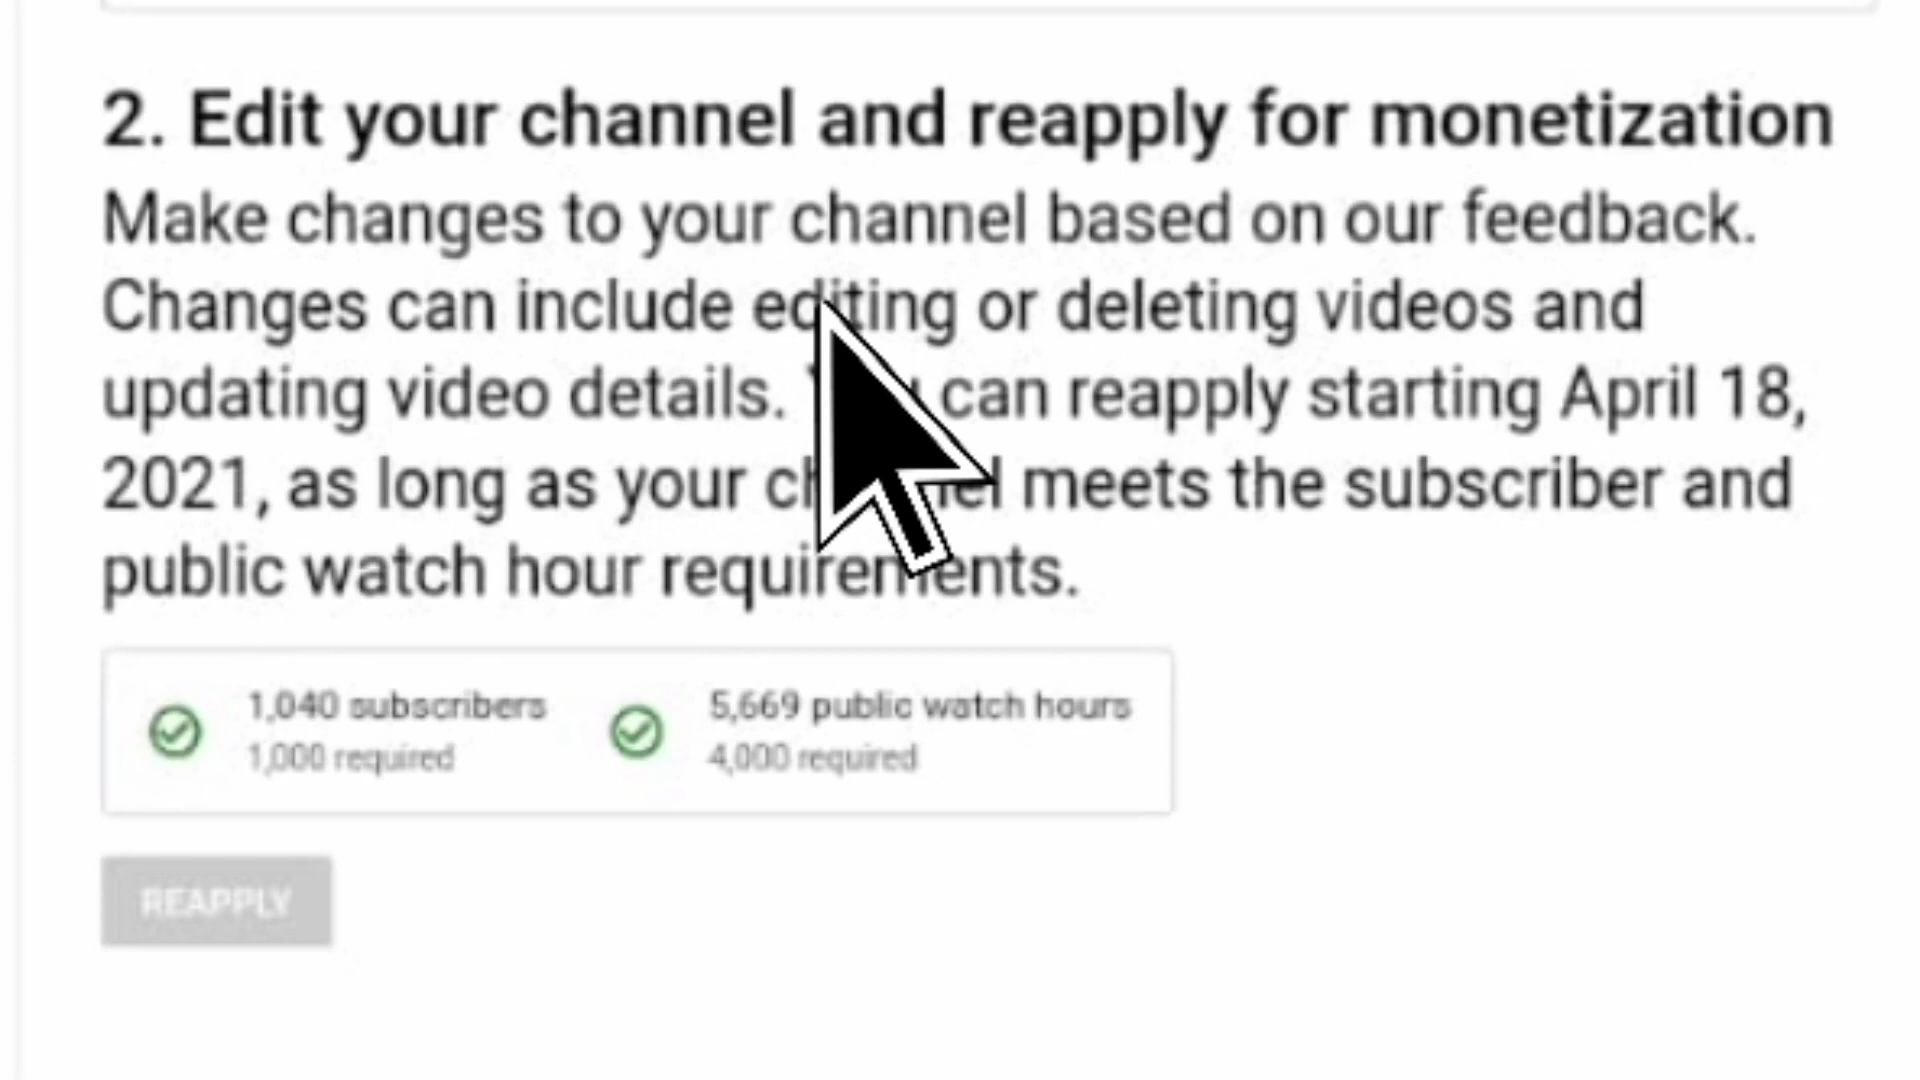 2. Edit your channel and reapply for monetization
Make changes to your channel based on our feedback.
Changes can include editing or deleting videos and
updating video details. You can reapply starting April 18,
2021, as long as your channel meets the subscriber and
public watch hour requirements.
1,040 subscribers
1,000 required
5,669 public watch hours
4,000 required
REAPPLY